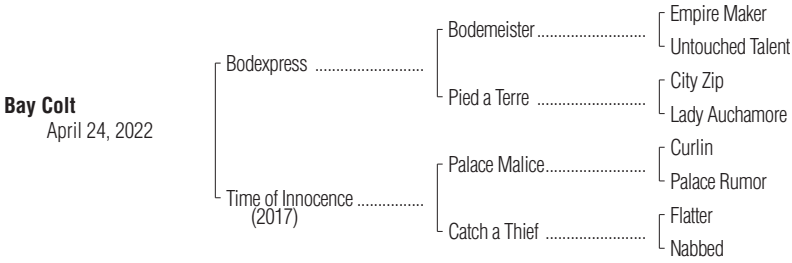 Bay Colt
April 24, 2022
Bodexpress ........................
Time of Innocence ...............
(2017)
Bodemeister ........................
Pied a Terre ........................
Palace Malice.......................
Catch a Thief ......................
Empire Maker
Untouched Talent
City Zip
Lady Auchamore
Curlin
Palace Rumor
Flatter
Nabbed